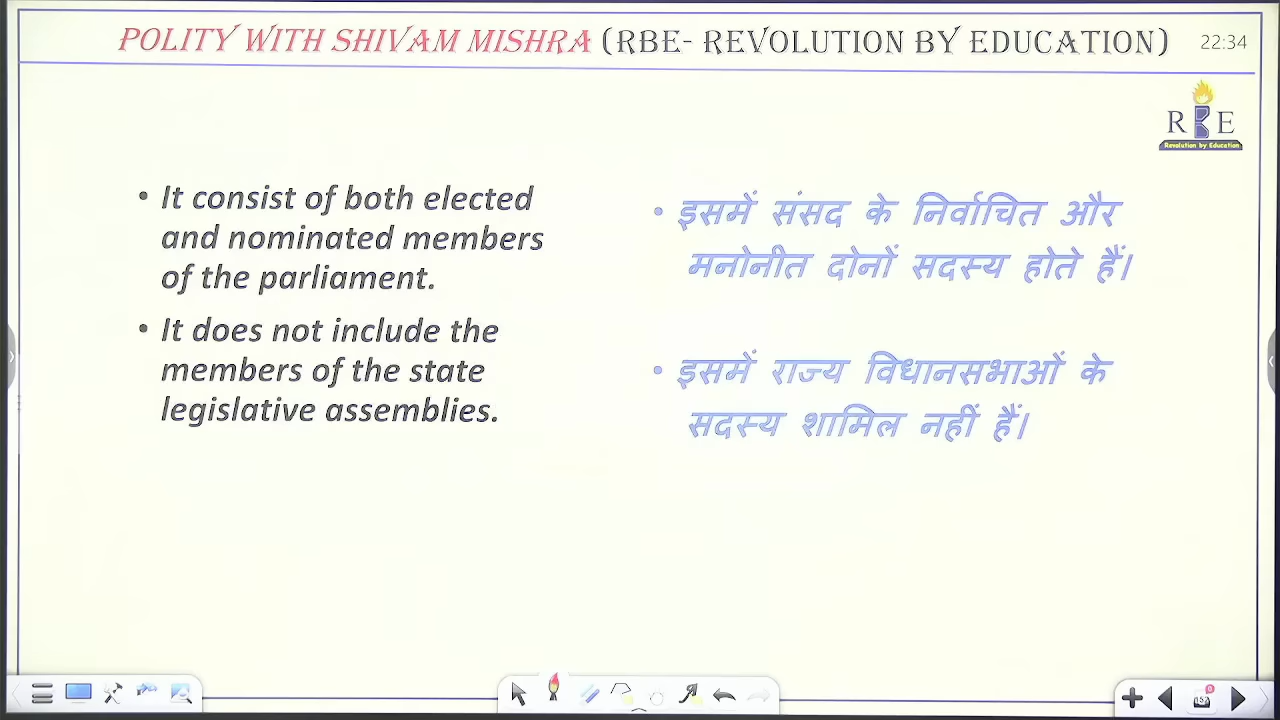 POLITY WITH SHIVAM MISHRA (RBE- REVOLUTION BY EDUCATION)
22:34
R B E
Revolution by Education
• It consist of both elected
and nominated members
of the parliament.
• It does not include the
members of the state
legislative assemblies.
• इसमें संसद के निर्वाचित और
मनोनीत दोनों सदस्य होते हैं।
• इसमें राज्य विधानसभाओं के
सदस्य शामिल नहीं हैं।